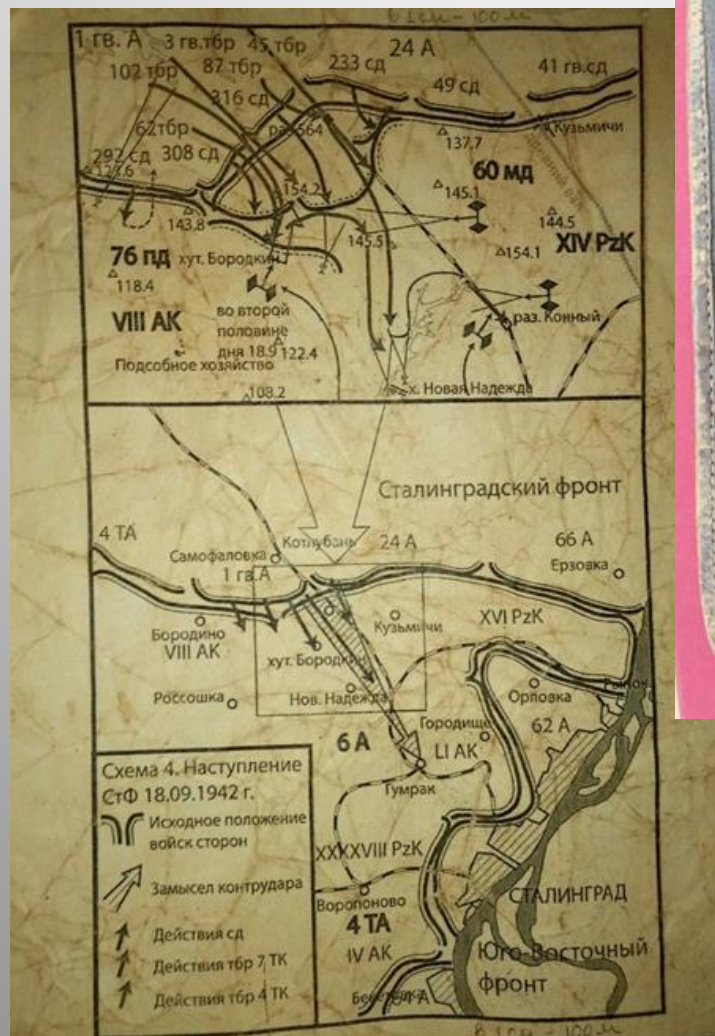 в 1см - 100м
1 гв. А 3 гв.тбр 45 тбр 24 А
102 тбр 87 тбр 233 сд 41 гв.сд
316 сд 49 сд
62тбр раз.564 Кузьмичи
292 сд 308 сд 137.7
154.2 60 мд
145.1
143.8 144.5
145.5 XIV PzK
76 пд хут. Бородкин 154.1
118.4
VIII АК во второй
половине
дня 18.9 122.4
раз. Конный
Подсобное хозяйство
х. Новая Надежда
108.2
Сталинградский фронт
4 ТА Котлубань 24 А 66 А
Самофаловка Ерзовка
1 гв.А
Бородино Кузьмичи XVI PzK
VIII АК
хут. Бородкин
Россошка Нов. Надежда Орловка
Городище 62 А
6 А LI АК
Гумрак
Схема 4. Наступление
СтФ 18.09.1942 г.
Исходное положение
войск сторон
Замысел контрудара
Действия сд
Действия тбр 7 ТК
Действия тбр 4 ТК
XXXXVIII PzK
Воропоново СТАЛИНГРАД
4 ТА
IV АК Юго-Восточный
фронт
в 1см - 100м